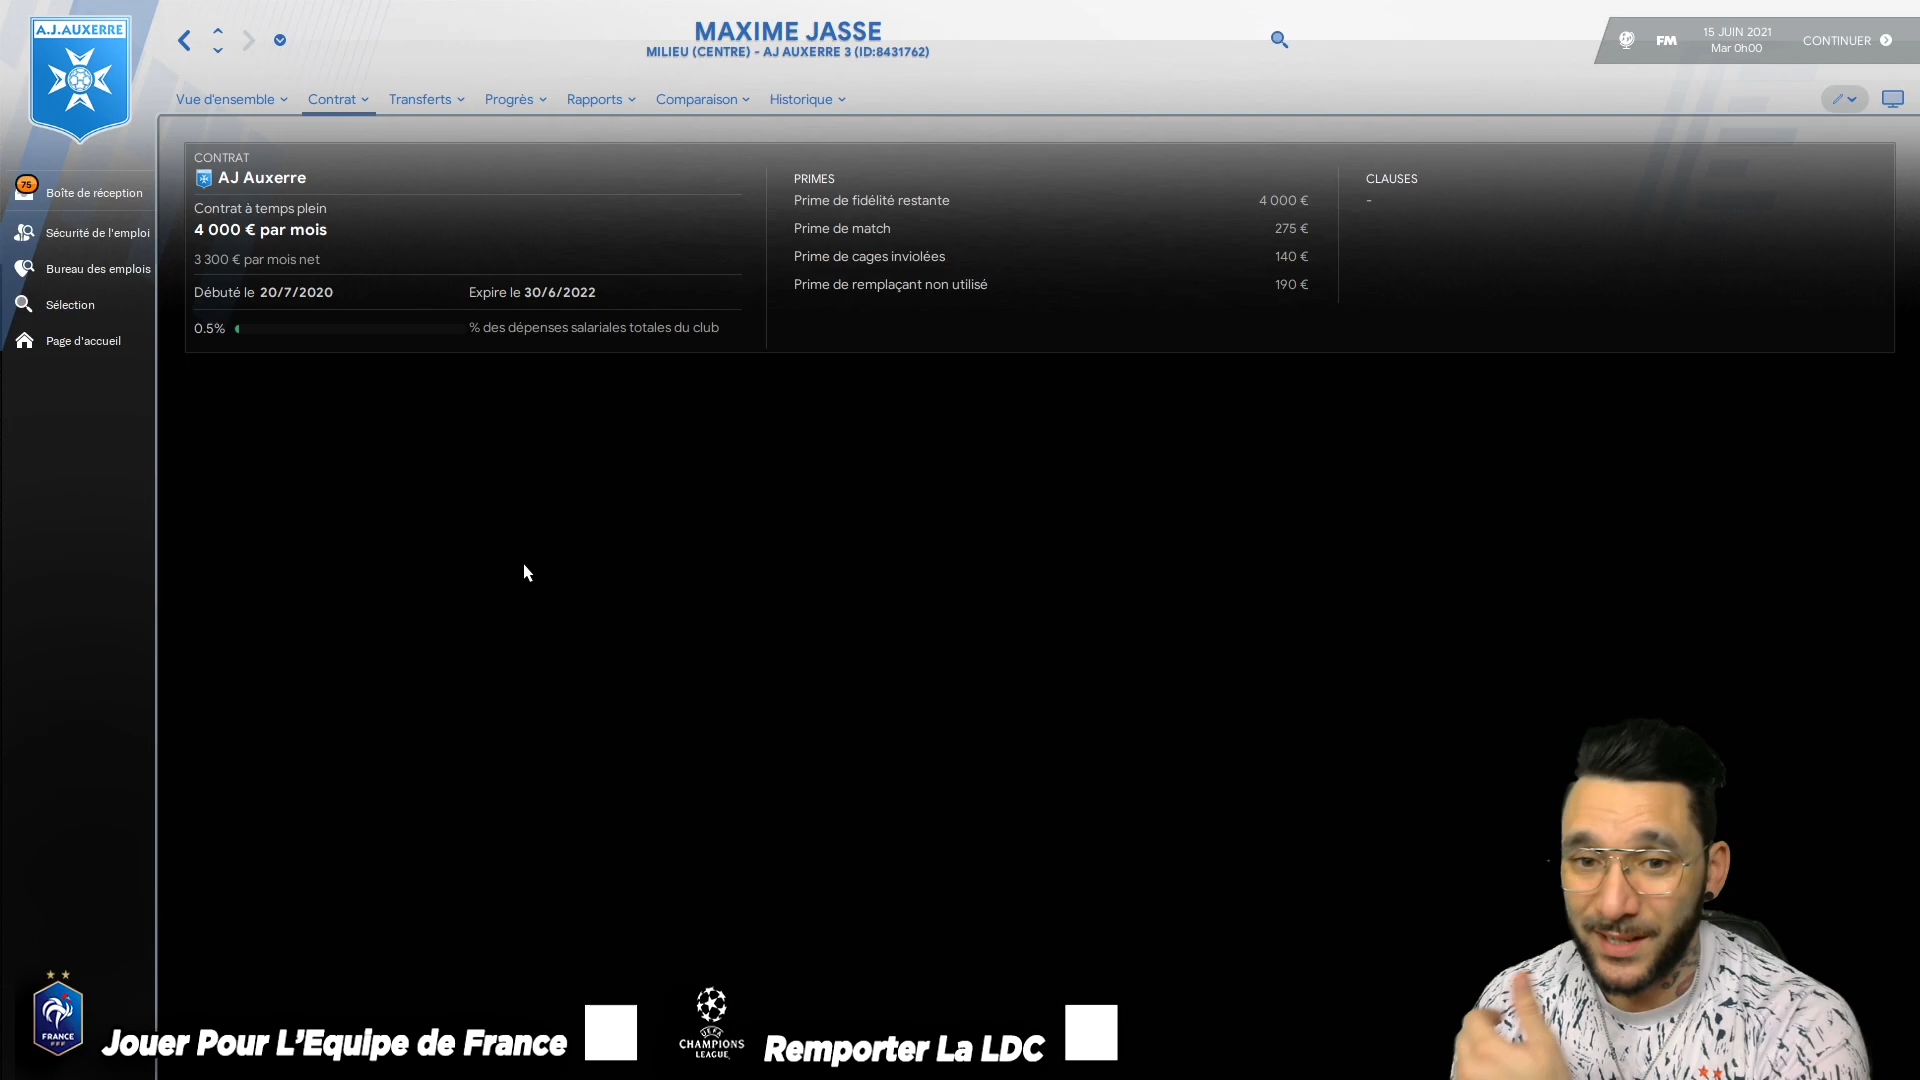 A.J.AUXERRE
MAXIME JASSE
MILIEU (CENTRE) - AJ AUXERRE 3 (ID:8431762)
FM
15 JUIN 2021
Mar 0h00
CONTINUER
Vue d'ensemble
Contrat
Transferts
Progrès
Rapports
Comparaison
Historique
75
Boîte de réception
Sécurité de l'emploi
Bureau des emplois
Sélection
Page d'accueil
CONTRAT
AJ Auxerre
Contrat à temps plein
4 000 € par mois
3 300 € par mois net
Débuté le 20/7/2020
Expire le 30/6/2022
0.5%
% des dépenses salariales totales du club
PRIMES
Prime de fidélité restante 4 000 €
Prime de match 275 €
Prime de cages inviolées 140 €
Prime de remplaçant non utilisé 190 €
CLAUSES
-
FRANCE
FFF
Jouer Pour L'Equipe de France
UEFA
CHAMPIONS
LEAGUE
Remporter La LDC